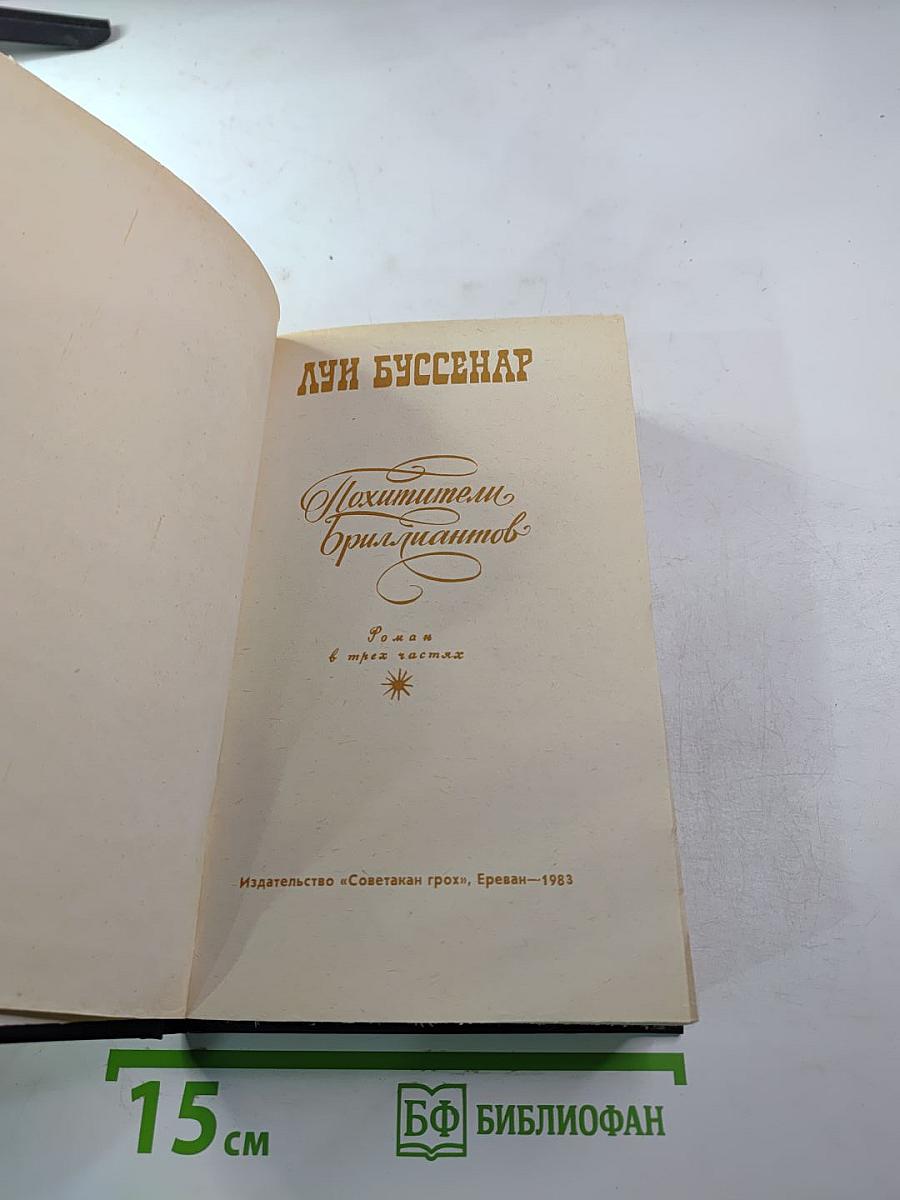 ЛУИ БУССЕНАР
Похитители
Бриллиантов
Роман
в трех частях
Издательство «Советакан грох», Ереван—1983
15 см
БФ БИБЛИОФАН